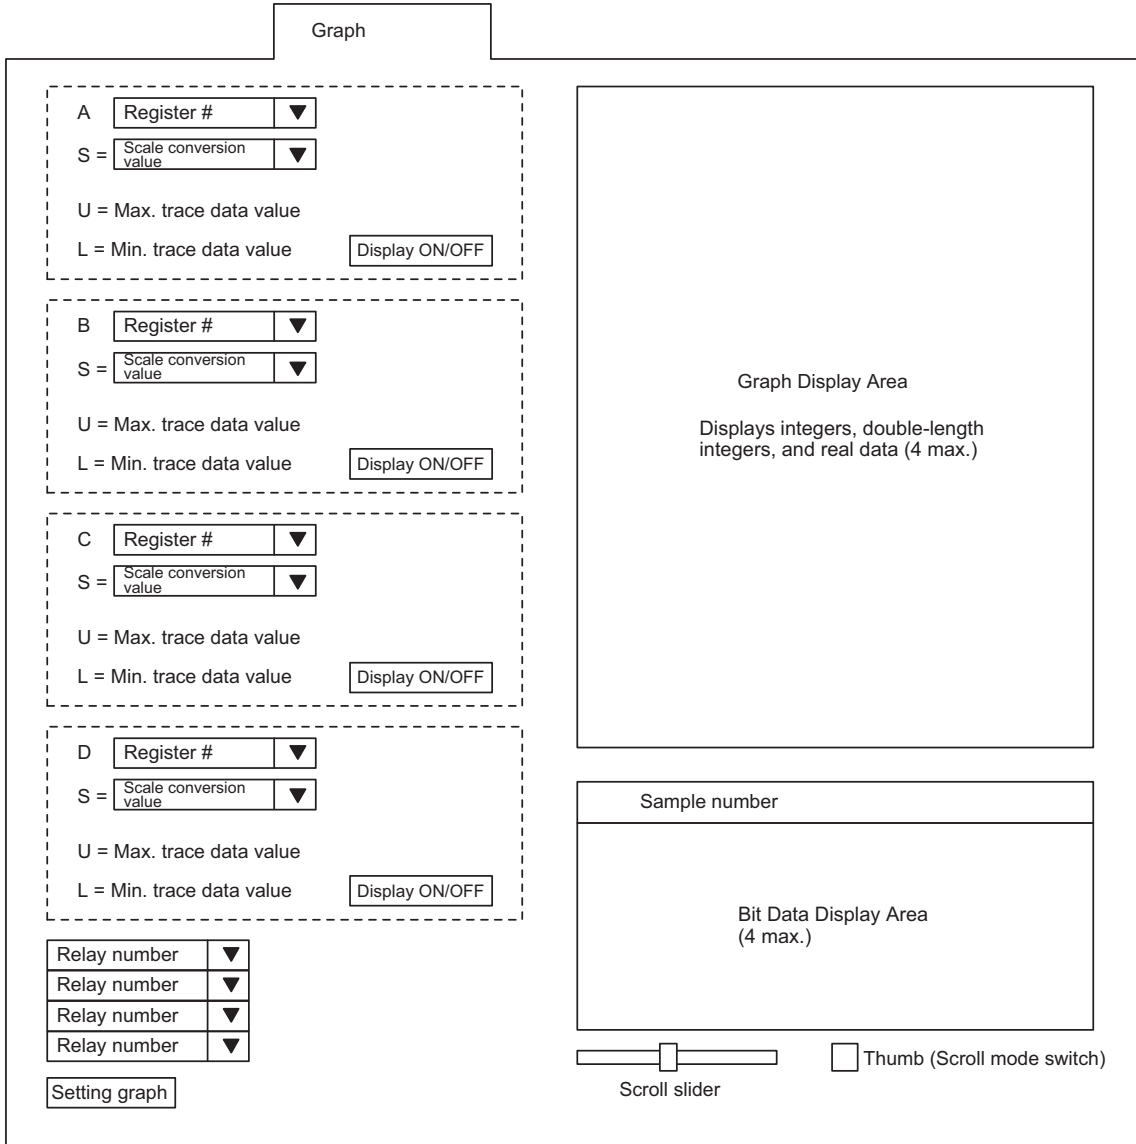 Graph
A Register #
S = Scale conversion
value
U = Max. trace data value
L = Min. trace data value Display ON/OFF
B Register #
S = Scale conversion
value
U = Max. trace data value
L = Min. trace data value Display ON/OFF
C Register #
S = Scale conversion
value
U = Max. trace data value
L = Min. trace data value Display ON/OFF
D Register #
S = Scale conversion
value
U = Max. trace data value
L = Min. trace data value Display ON/OFF
Relay number
Relay number
Relay number
Relay number
Setting graph
Graph Display Area
Displays integers, double-length
integers, and real data (4 max.)
Sample number
Bit Data Display Area
(4 max.)
Scroll slider
Thumb (Scroll mode switch)